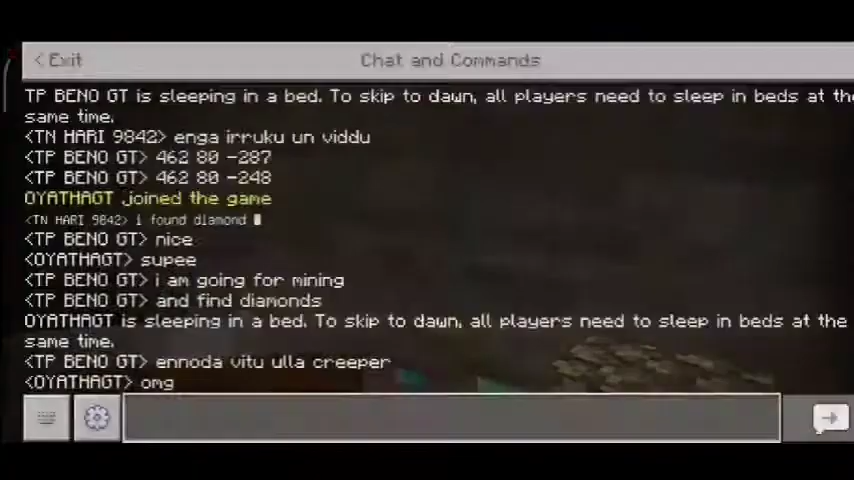 < Exit
Chat and Commands
TP BENO GT is sleeping in a bed. To skip to dawn, all players need to sleep in beds at the
same time.
<TN HARI 9842> enga irruku un viddu
<TP BENO GT> 462 80 -287
<TP BENO GT> 462 80 -248
OYATHAGT joined the game
<TN HARI 9842> i found diamond
<TP BENO GT> nice
<OYATHAGT> supee
<TP BENO GT> i am going for mining
<TP BENO GT> and find diamonds
OYATHAGT is sleeping in a bed. To skip to dawn, all players need to sleep in beds at the
same time.
<TP BENO GT> ennoda vitu ulla creeper
<OYATHAGT> omg